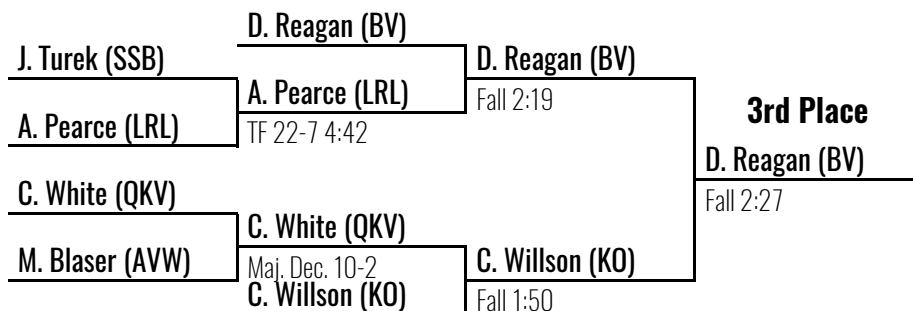 D. Reagan (BV)
J. Turek (SSB)
D. Reagan (BV)
A. Pearce (LRL)
Fall 2:19
3rd Place
A. Pearce (LRL)
TF 22-7 4:42
D. Reagan (BV)
Fall 2:27
C. White (QKV)
C. White (QKV)
M. Blaser (AVW)
Maj. Dec. 10-2
C. Willson (KO)
C. Willson (KO)
Fall 1:50